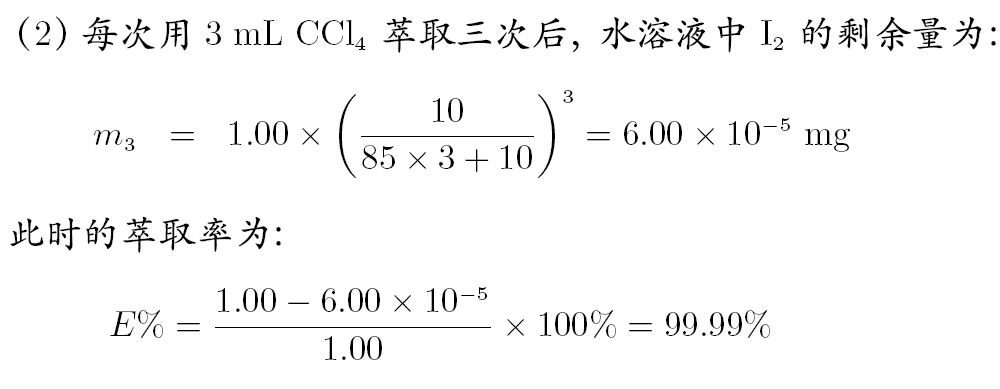 (2) 每次用 3 mL CCl₄ 萃取三次后, 水溶液中 I₂ 的剩余量为:
m₃ = 1.00 × (10 / (85 × 3 + 10))³ = 6.00 × 10⁻⁵ mg
此时的萃取率为:
E% = (1.00 − 6.00 × 10⁻⁵) / 1.00 × 100% = 99.99%